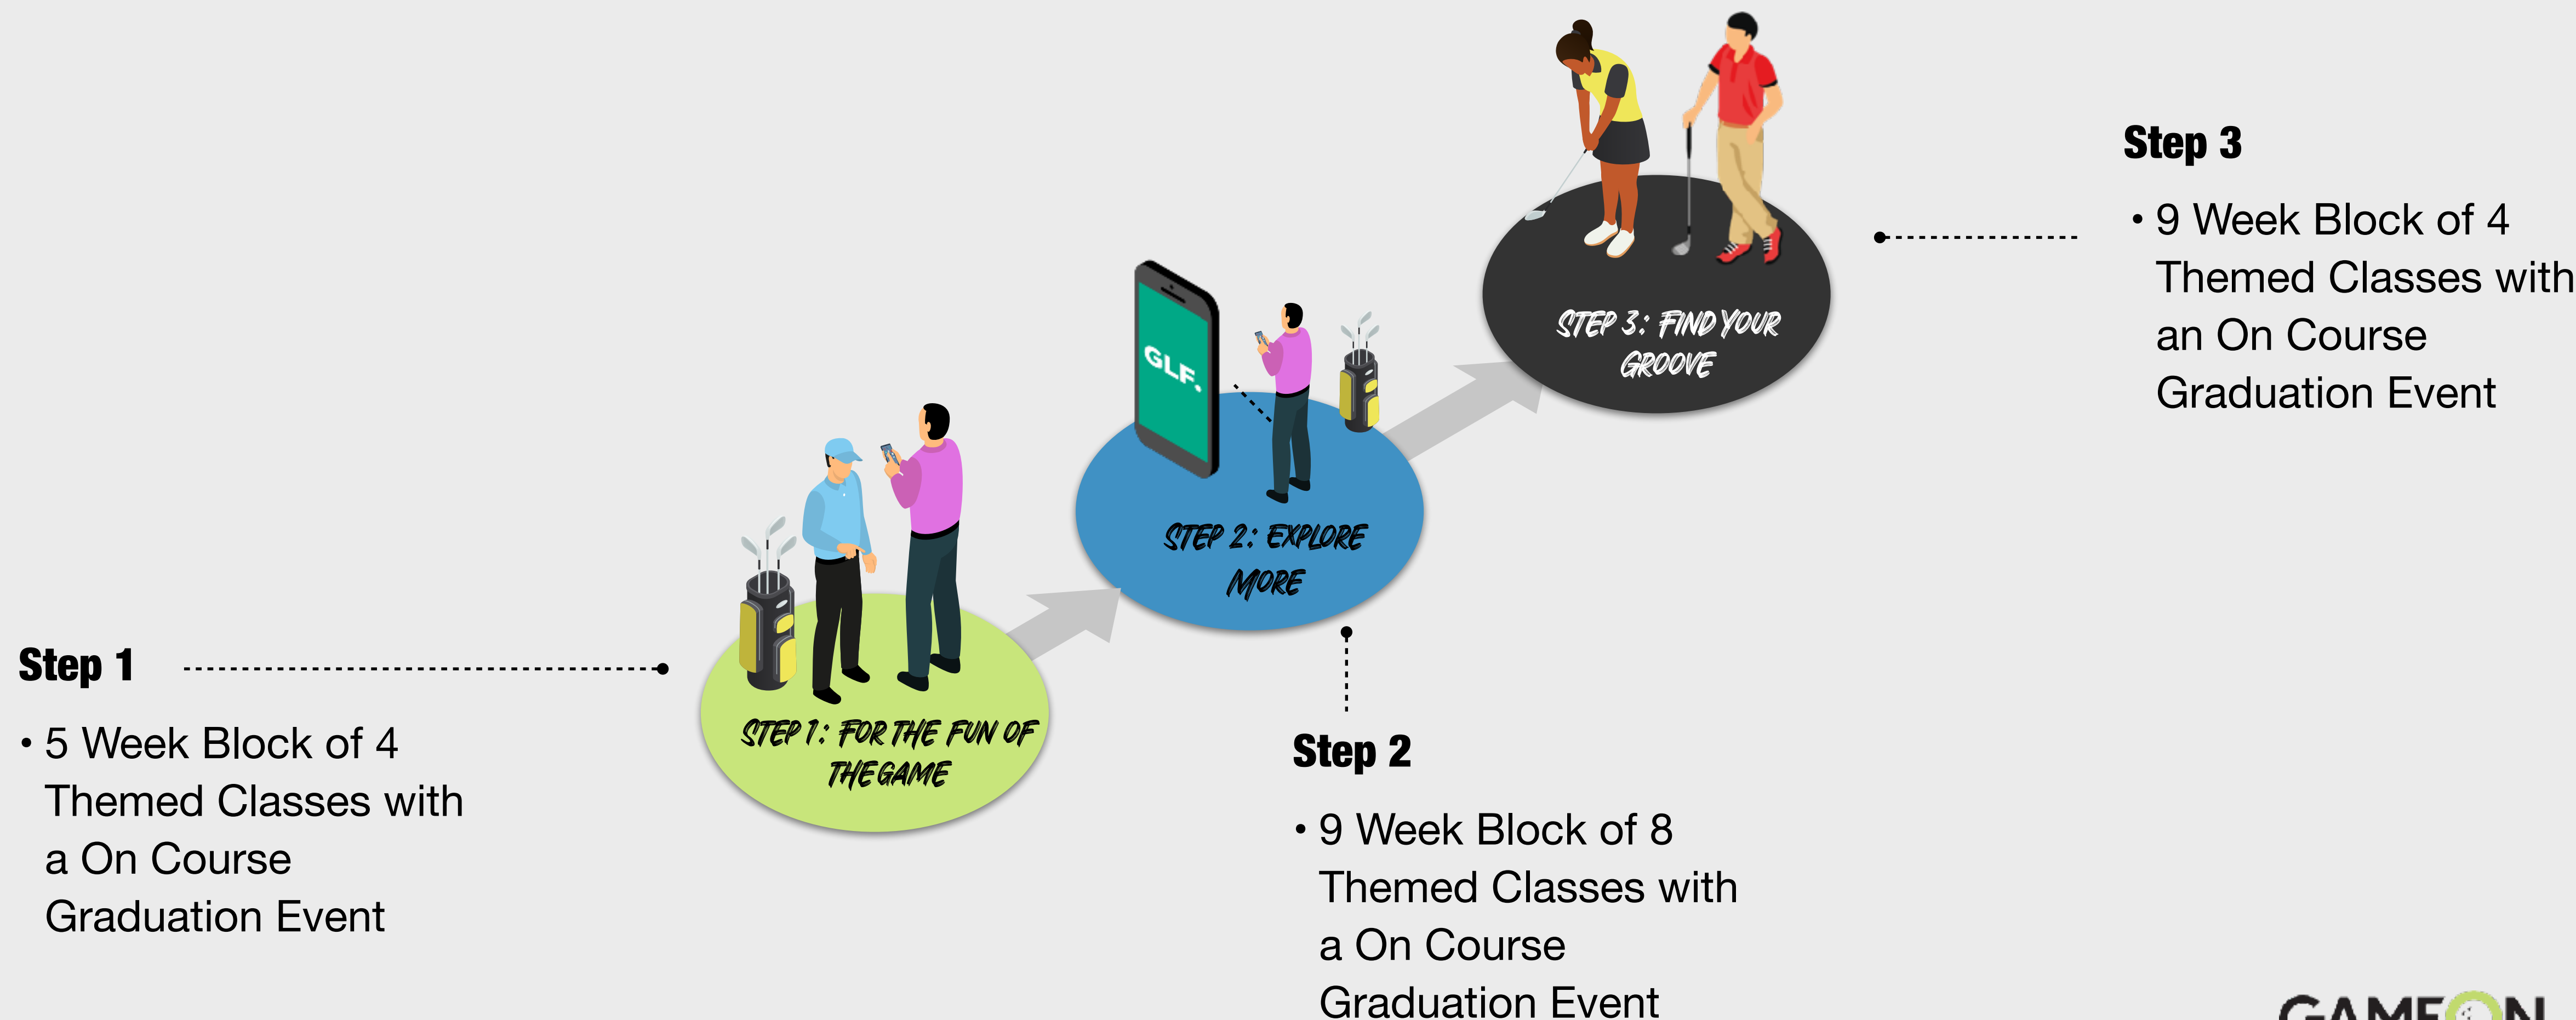 Step 3
• 9 Week Block of 4
Themed Classes with
an On Course
Graduation Event
STEP 3: FIND YOUR
GROOVE
GLF.
STEP 2: EXPLORE
MORE
Step 1
• 5 Week Block of 4
Themed Classes with
a On Course
Graduation Event
STEP 1: FOR THE FUN OF
THE GAME
Step 2
• 9 Week Block of 8
Themed Classes with
a On Course
Graduation Event
GAMEON